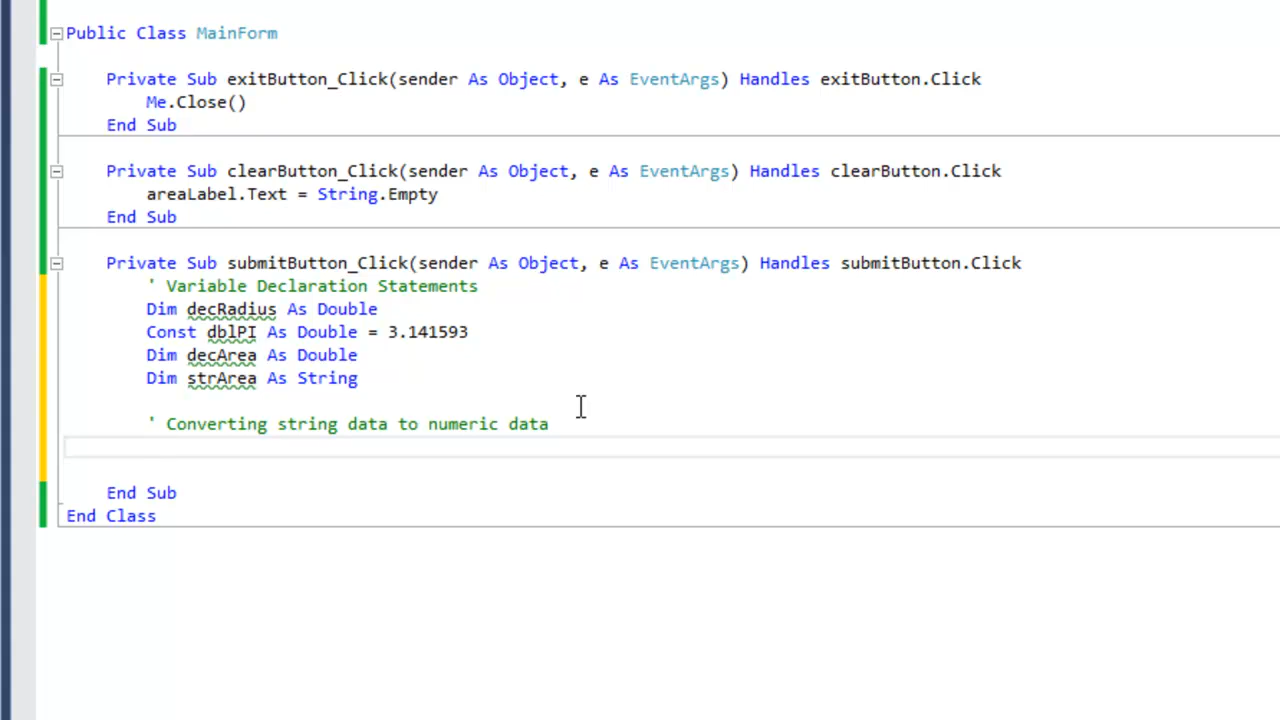 Public Class MainForm
Private Sub exitButton_Click(sender As Object, e As EventArgs) Handles exitButton.Click
Me.Close()
End Sub
Private Sub clearButton_Click(sender As Object, e As EventArgs) Handles clearButton.Click
areaLabel.Text = String.Empty
End Sub
Private Sub submitButton_Click(sender As Object, e As EventArgs) Handles submitButton.Click
' Variable Declaration Statements
Dim decRadius As Double
Const dblPI As Double = 3.141593
Dim decArea As Double
Dim strArea As String
' Converting string data to numeric data
End Sub
End Class